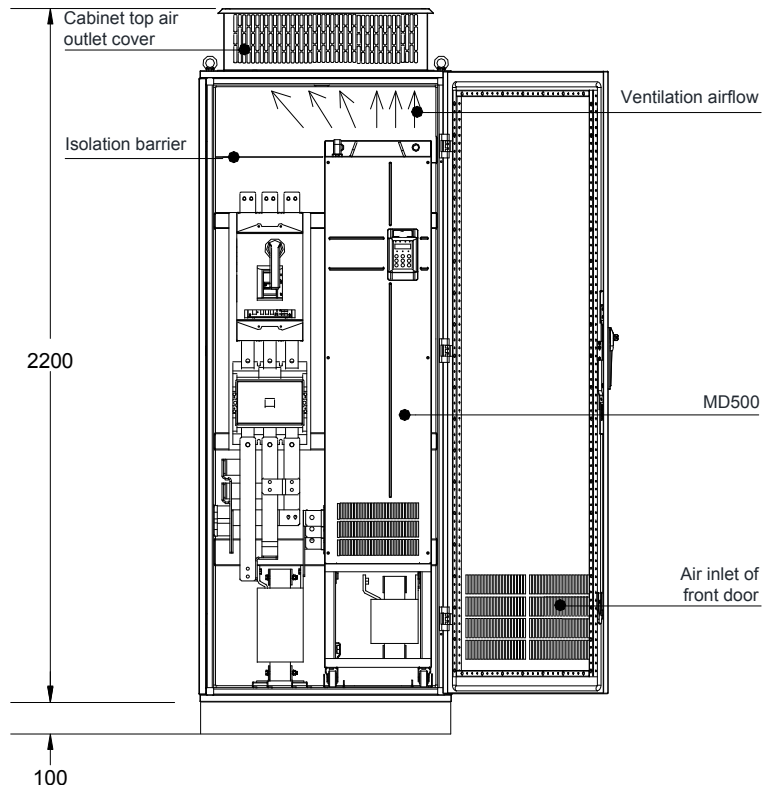 Cabinet top air
outlet cover
Ventilation airflow
Isolation barrier
2200
MD500
Air inlet of
front door
100